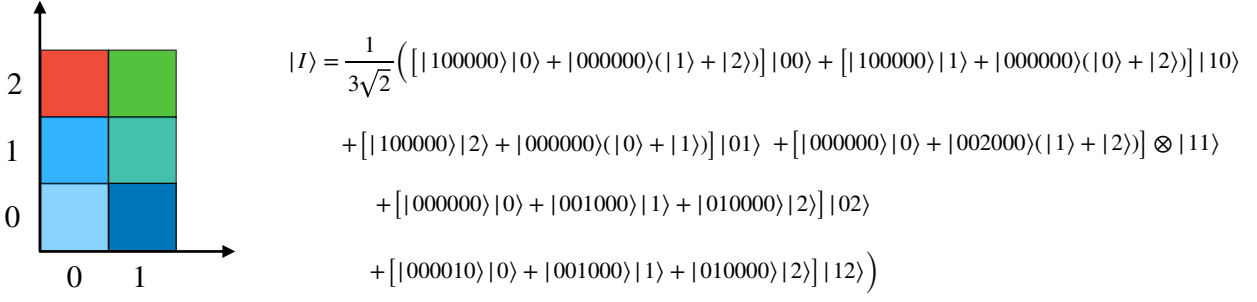 2
1
0
0 1
|I⟩ = \frac{1}{3\sqrt{2}}([|100000⟩|0⟩ + |000000⟩(|1⟩ + |2⟩)]|00⟩ + [|100000⟩|1⟩ + |000000⟩(|0⟩ + |2⟩)]|10⟩
+[|100000⟩|2⟩ + |000000⟩(|0⟩ + |1⟩)]|01⟩ +[|000000⟩|0⟩ + |002000⟩(|1⟩ + |2⟩)] ⊗ |11⟩
+[|000000⟩|0⟩ + |001000⟩|1⟩ + |010000⟩|2⟩]|02⟩
+[|000010⟩|0⟩ + |001000⟩|1⟩ + |010000⟩|2⟩]|12⟩)